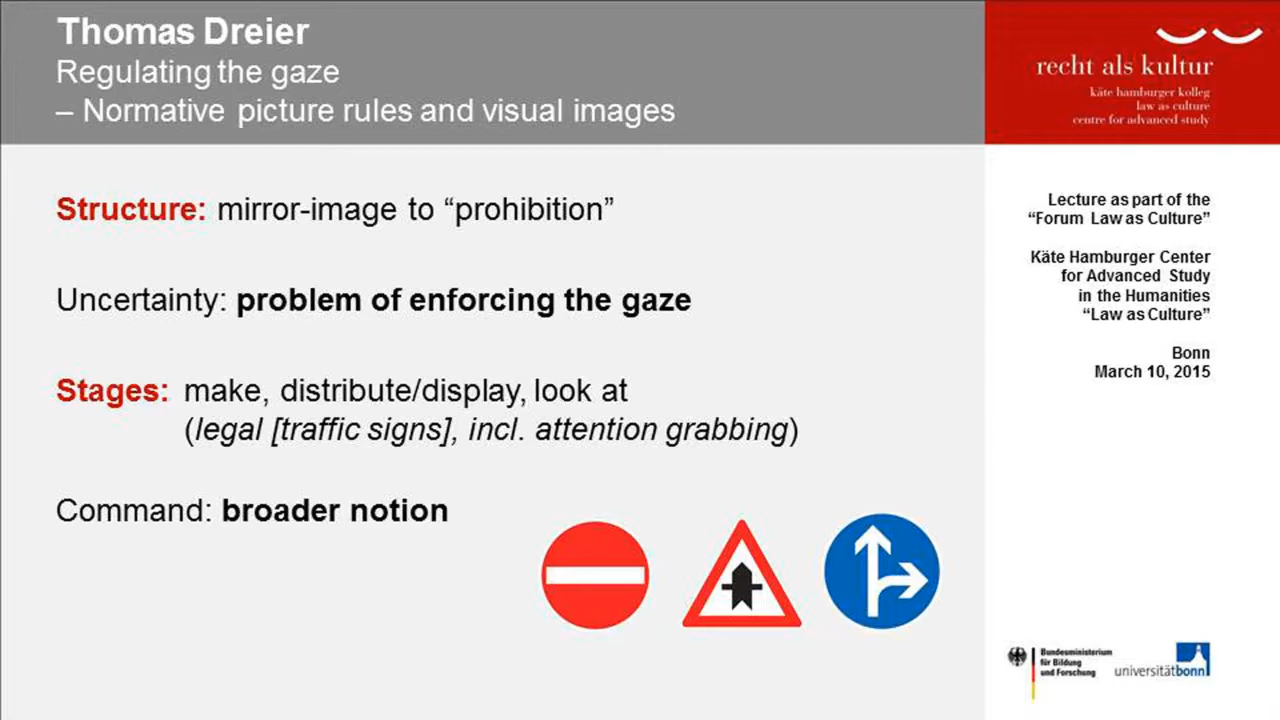 Thomas Dreier
Regulating the gaze
– Normative picture rules and visual images
recht als kultur
käte hamburger kolleg
law as culture
centre for advanced study
Structure: mirror-image to “prohibition”
Uncertainty: problem of enforcing the gaze
Stages: make, distribute/display, look at
(legal [traffic signs], incl. attention grabbing)
Command: broader notion
Lecture as part of the
“Forum Law as Culture”
Käte Hamburger Center
for Advanced Study
in the Humanities
“Law as Culture”
Bonn
March 10, 2015
Bundesministerium
für Bildung
und Forschung
universitätbonn